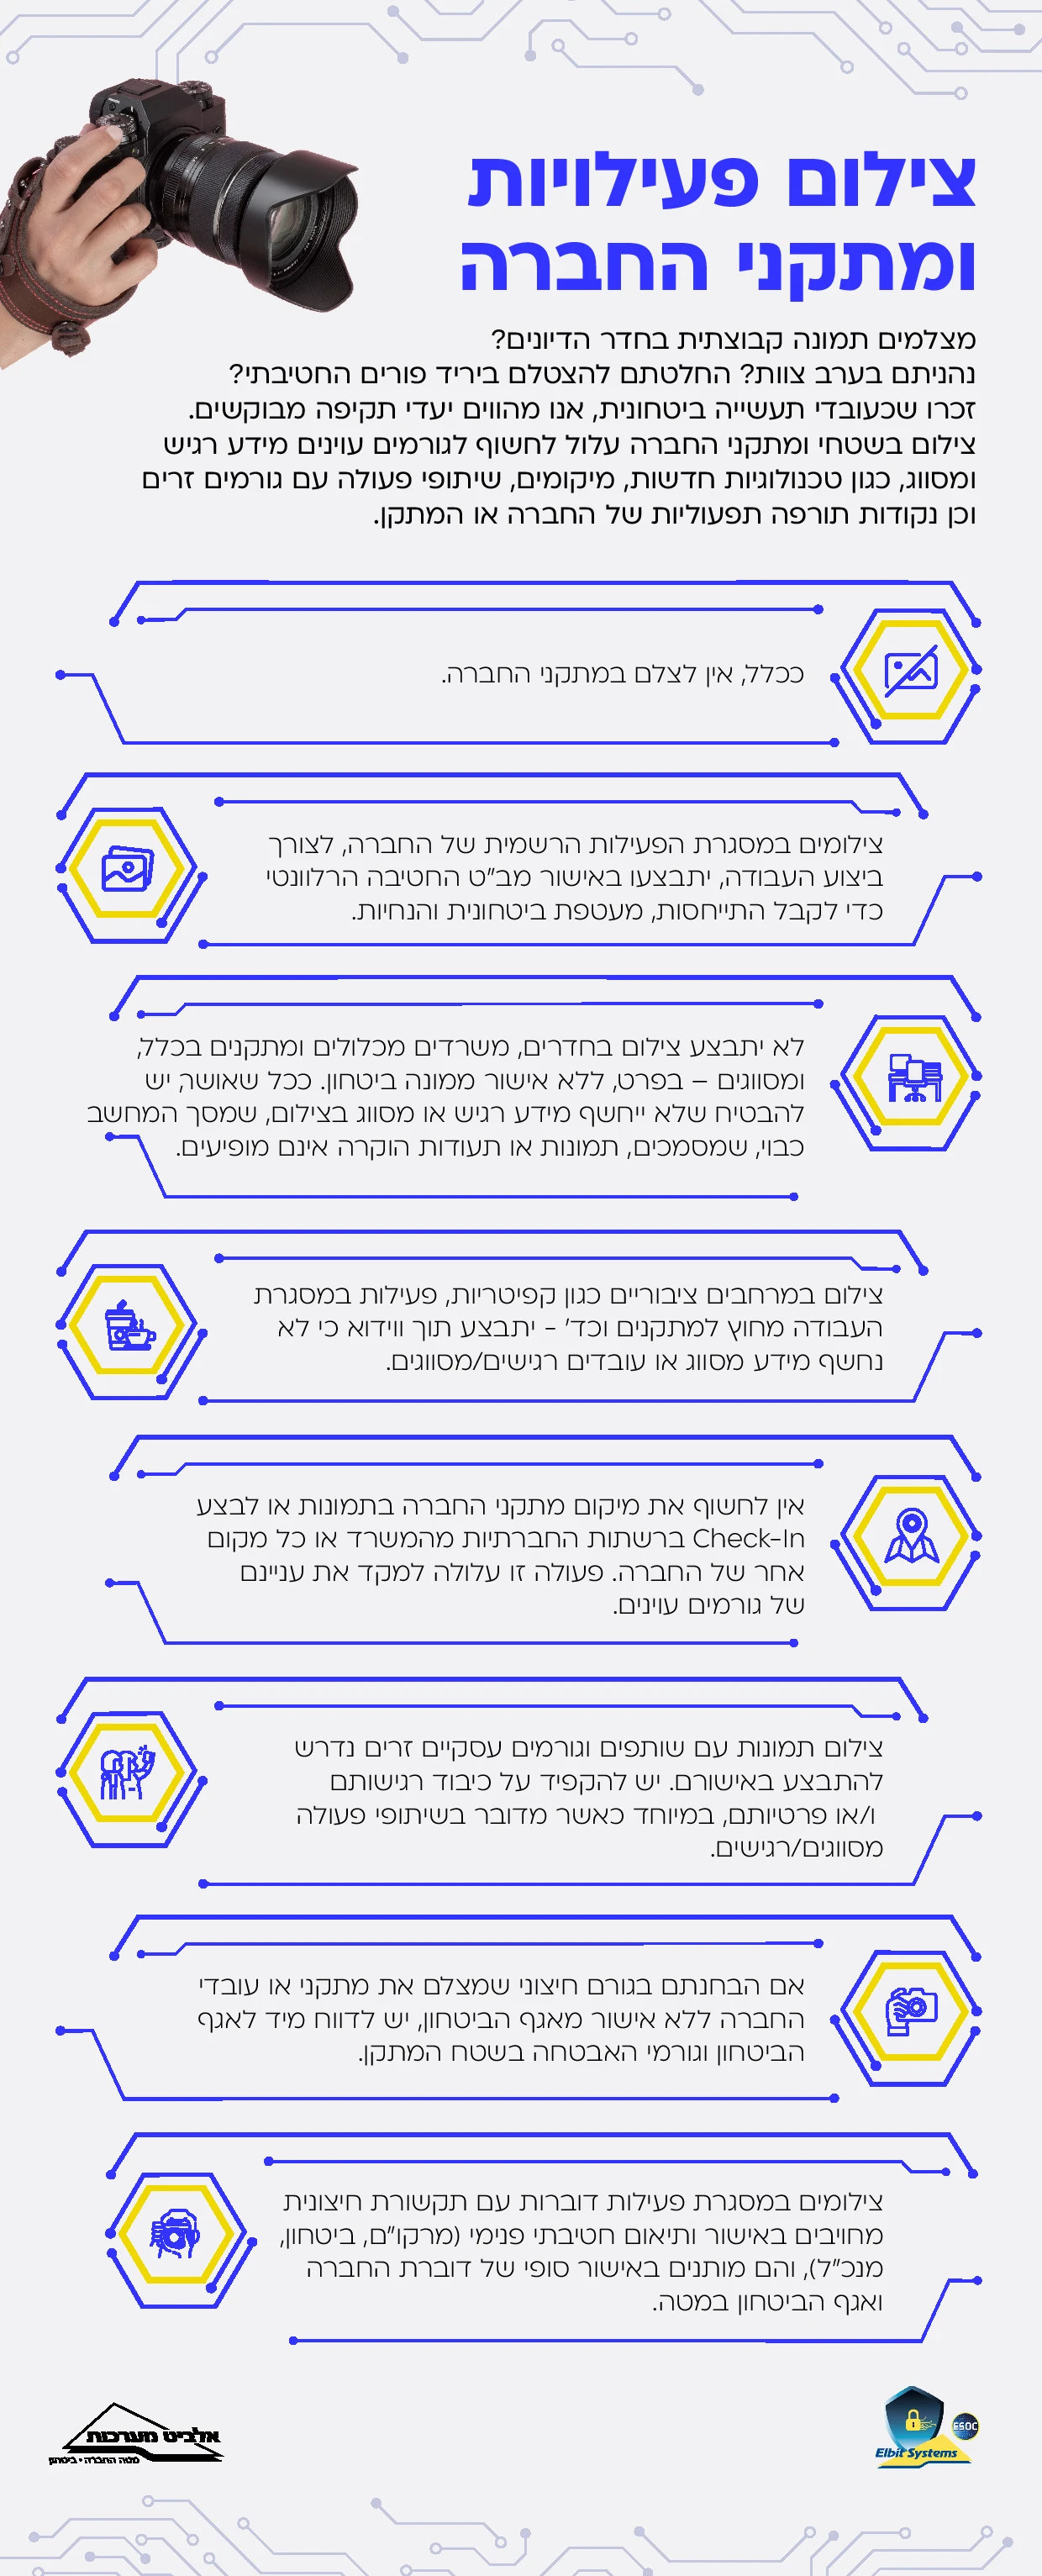 צילום פעילויות
ומתקני החברה
מצלמים תמונה קבוצתית בחדר הדיונים?
נהניתם בערב צוות? החלטתם להצטלם ביריד פורים החטיבתי?
זכרו שכעובדי תעשייה ביטחונית, אנו מהווים יעדי תקיפה מבוקשים.
צילום בשטחי ומתקני החברה עלול לחשוף לגורמים עוינים מידע רגיש
ומסווג, כגון טכנולוגיות חדשות, מיקומים, שיתופי פעולה עם גורמים זרים
וכן נקודות תורפה תפעוליות של החברה או המתקן.
ככלל, אין לצלם במתקני החברה.
צילומים במסגרת הפעילות הרשמית של החברה, לצורך
ביצוע העבודה, יתבצעו באישור מב״ט החטיבה הרלוונטי
כדי לקבל התייחסות, מעטפת ביטחונית והנחיות.
לא יתבצע צילום בחדרים, משרדים מכלולים ומתקנים בכלל,
ומסווגים – בפרט, ללא אישור ממונה ביטחון. ככל שאושר, יש
להבטיח שלא ייחשף מידע רגיש או מסווג בצילום, שמסך המחשב
כבוי, שמסמכים, תמונות או תעודות הוקרה אינם מופיעים.
צילום במרחבים ציבוריים כגון קפיטריות, פעילות במסגרת
העבודה מחוץ למתקנים וכד' - יתבצע תוך ווידוא כי לא
נחשף מידע מסווג או עובדים רגישים/מסווגים.
אין לחשוף את מיקום מתקני החברה בתמונות או לבצע
Check-In ברשתות החברתיות מהמשרד או כל מקום
אחר של החברה. פעולה זו עלולה למקד את עניינם
של גורמים עוינים.
צילום תמונות עם שותפים וגורמים עסקיים זרים נדרש
להתבצע באישורם. יש להקפיד על כיבוד רגישותם
ו/או פרטיותם, במיוחד כאשר מדובר בשיתופי פעולה
מסווגים/רגישים.
אם הבחנתם בגורם חיצוני שמצלם את מתקני או עובדי
החברה ללא אישור מאגף הביטחון, יש לדווח מיד לאגף
הביטחון וגורמי האבטחה בשטח המתקן.
צילומים במסגרת פעילות דוברות עם תקשורת חיצונית
מחויבים באישור ותיאום חטיבתי פנימי (מרקו״ם, ביטחון,
מנכ״ל), והם מותנים באישור סופי של דוברת החברה
ואגף הביטחון במטה.
ESOC
Elbit Systems
אלביט מערכות
מטה החברה • ביטחון